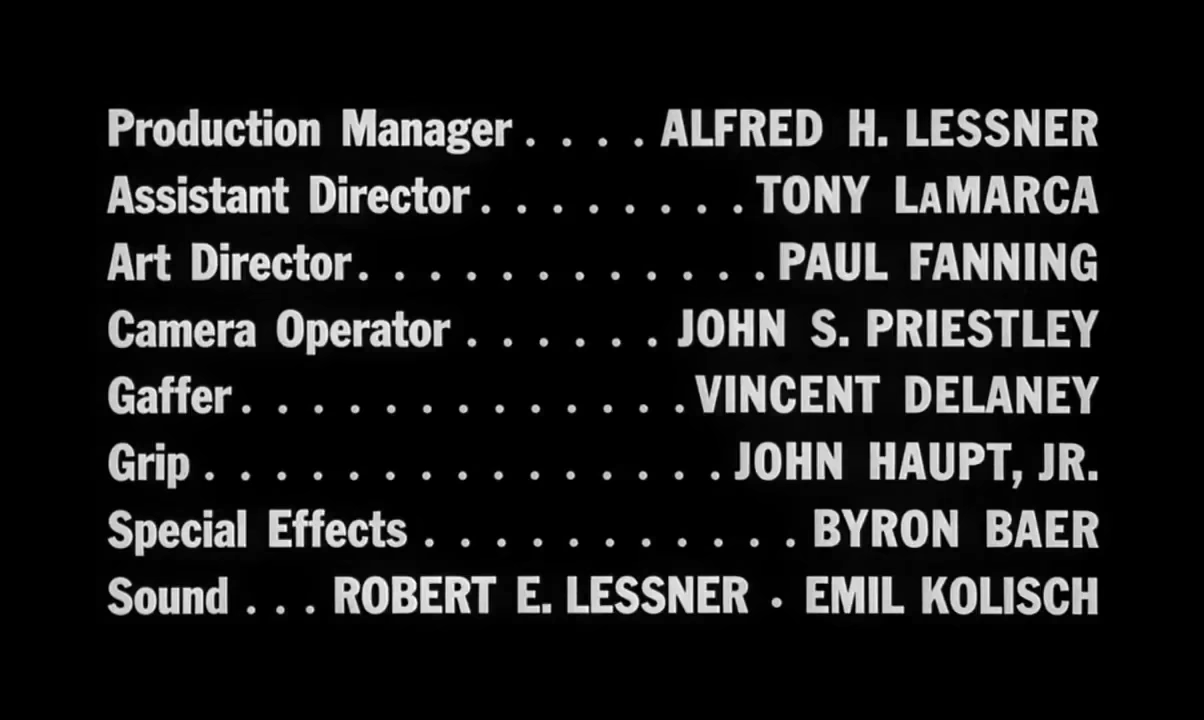 Production Manager . . . . ALFRED H. LESSNER
Assistant Director . . . . . . . . TONY LaMARCA
Art Director . . . . . . . . . . . . PAUL FANNING
Camera Operator . . . . . . JOHN S. PRIESTLEY
Gaffer . . . . . . . . . . . . . VINCENT DELANEY
Grip . . . . . . . . . . . . . . . JOHN HAUPT, JR.
Special Effects . . . . . . . . . . . BYRON BAER
Sound . . . ROBERT E. LESSNER · EMIL KOLISCH